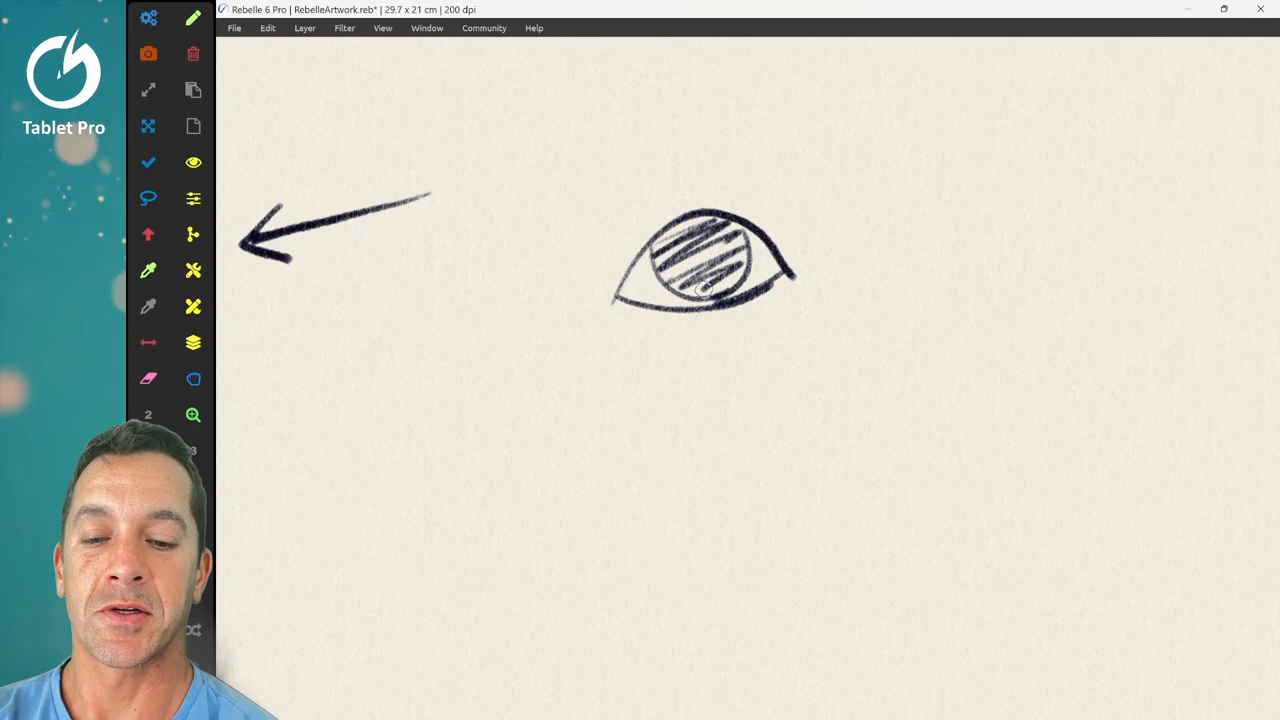 Rebelle 6 Pro | RebelleArtwork.reb* | 29.7 x 21 cm | 200 dpi
File Edit Layer Filter View Window Community Help
Tablet Pro
2
3